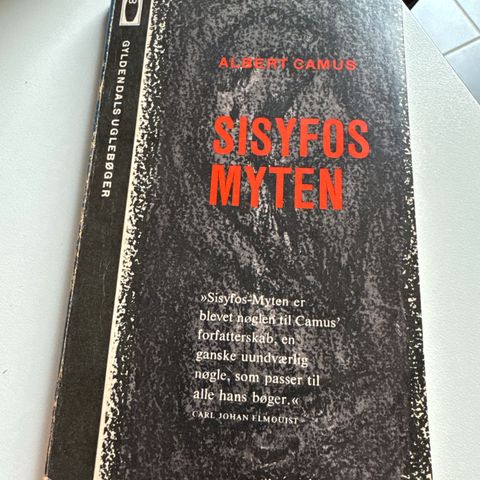 GYLDENDALS UGLEBØGER
ALBERT CAMUS
SISYFOS
MYTEN
»Sisyfos-Myten er
blevet nøglen til Camus’
forfatterskab, en
ganske uundværlig
nøgle, som passer til
alle hans bøger.«
CARL JOHAN ELMQUIST